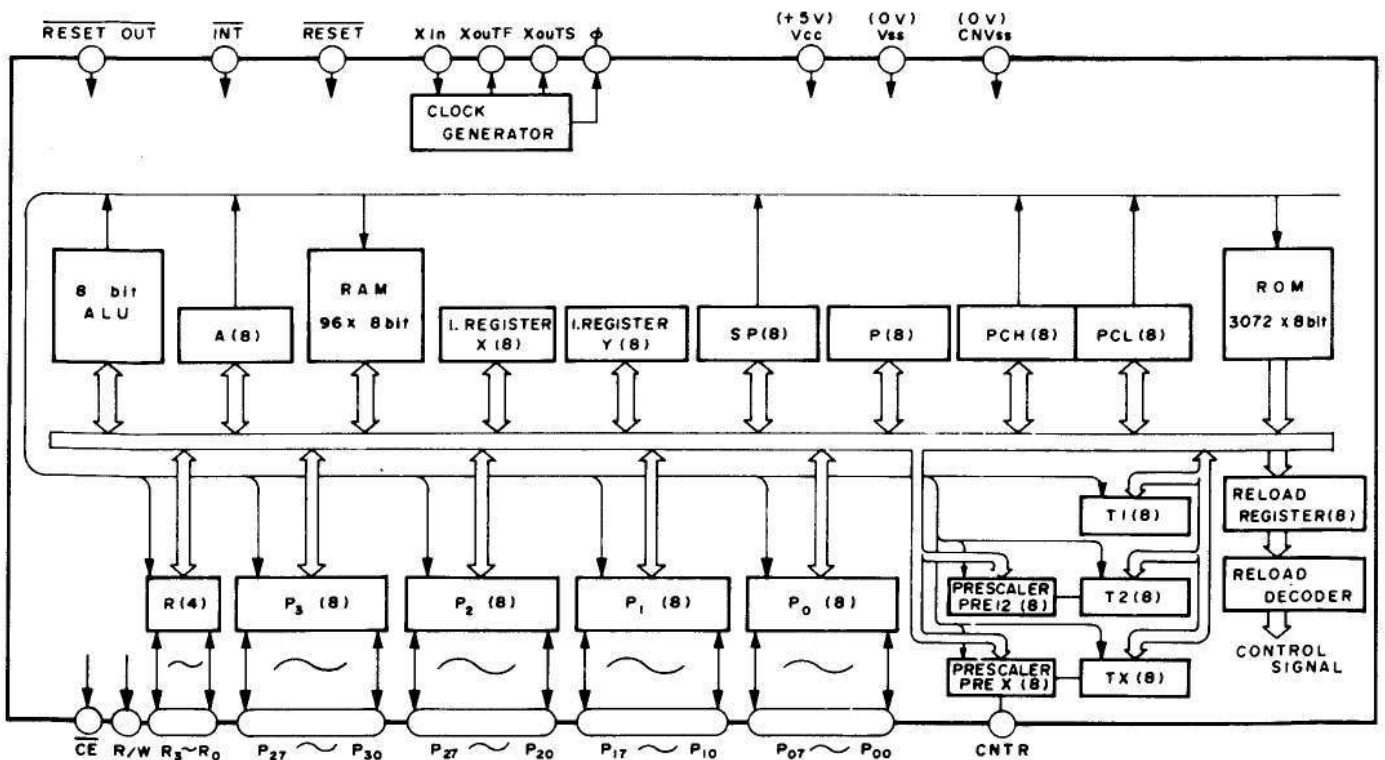 RESET OUT INT RESET Xin XouTF XouTS ϕ (+5V) Vcc (0V) Vss (0V) CNVss
CLOCK
GENERATOR
8 bit
ALU
A(8)
RAM
96x 8bit
I.REGISTER
X(8)
I.REGISTER
Y(8)
SP(8)
P(8)
PCH(8)
PCL(8)
ROM
3072 x8bit
T1(8)
RELOAD
REGISTER(8)
R(4)
P3 (8)
P2 (8)
P1 (8)
P0 (8)
PRESCALER
PRE12(8)
T2(8)
RELOAD
DECODER
CONTROL
SIGNAL
PRESCALER
PRE X (8)
TX(8)
CE R/W R3~R0 P27 ~ P30 P27 ~ P20 P17 ~ P10 P07 ~ P00 CNTR